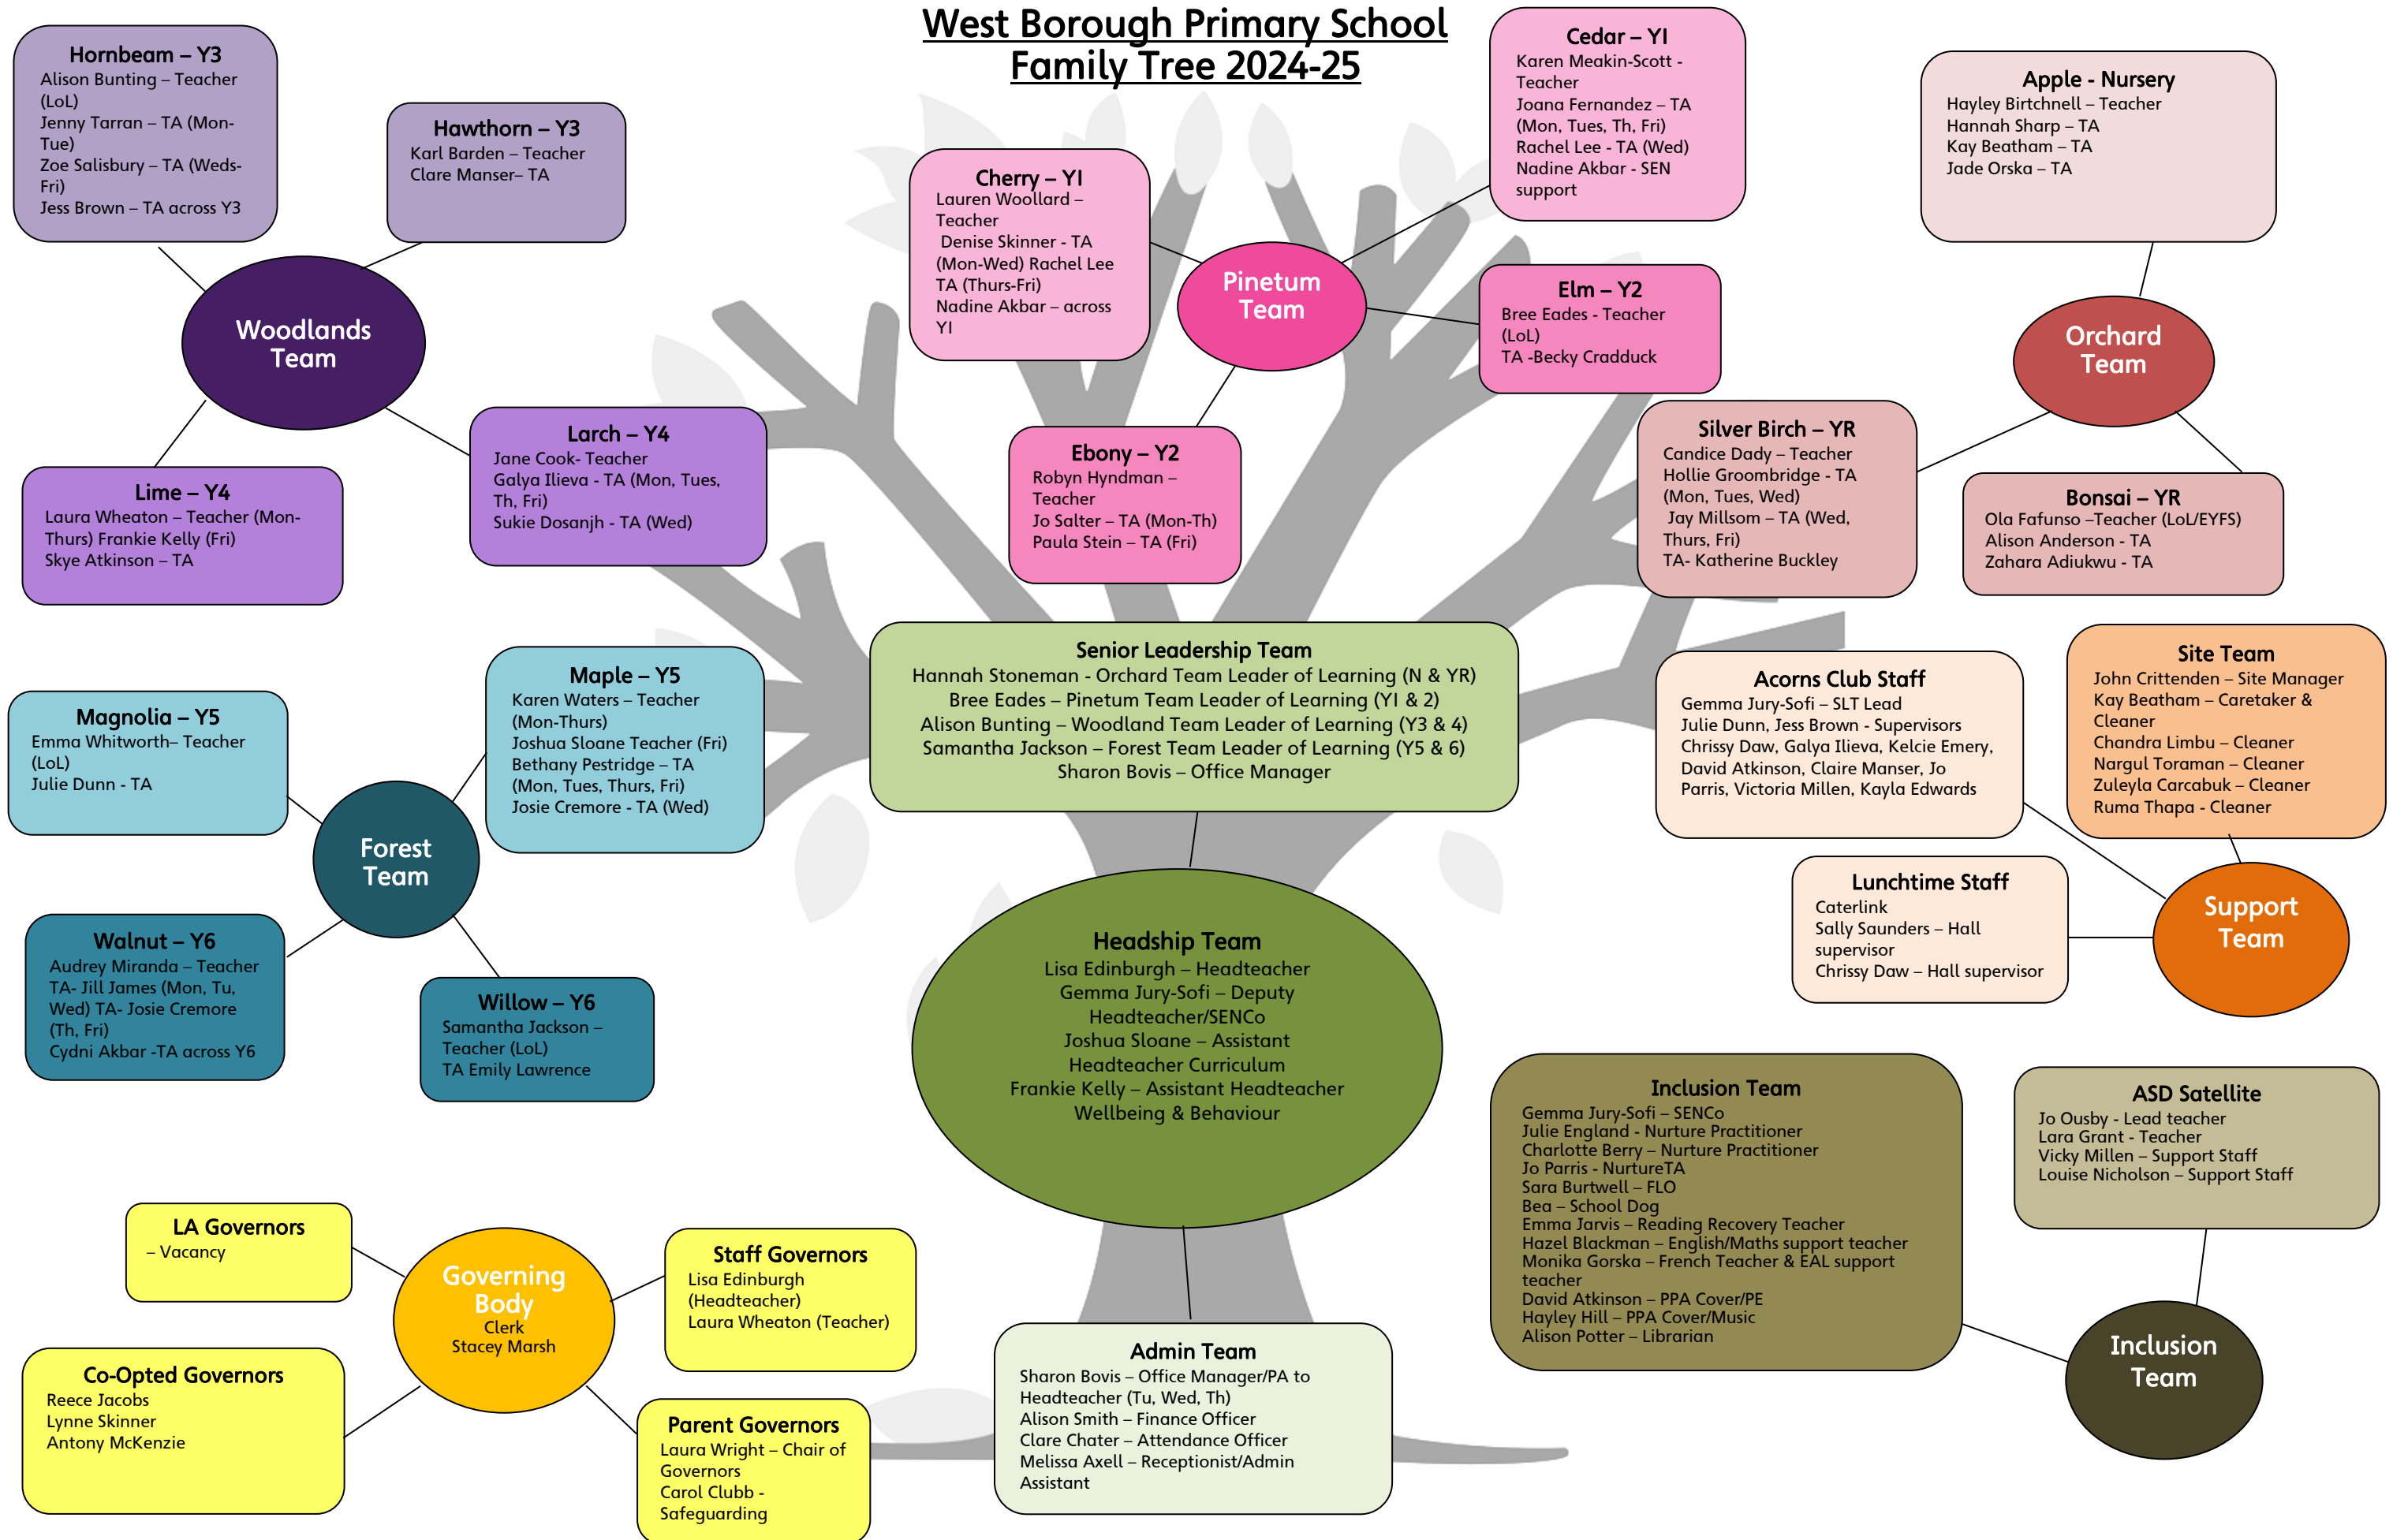 West Borough Primary School
Family Tree 2024-25
Hornbeam – Y3
Alison Bunting – Teacher
(LoL)
Jenny Tarran – TA (Mon-
Tue)
Zoe Salisbury – TA (Weds-
Fri)
Jess Brown – TA across Y3
Hawthorn – Y3
Karl Barden – Teacher
Clare Manser– TA
Woodlands
Team
Lime – Y4
Laura Wheaton – Teacher (Mon-
Thurs) Frankie Kelly (Fri)
Skye Atkinson – TA
Larch – Y4
Jane Cook- Teacher
Galya Ilieva - TA (Mon, Tues,
Th, Fri)
Sukie Dosanjh - TA (Wed)
Cherry – Y1
Lauren Woollard –
Teacher
Denise Skinner - TA
(Mon-Wed) Rachel Lee
TA (Thurs-Fri)
Nadine Akbar – across
Y1
Pinetum
Team
Cedar – Y1
Karen Meakin-Scott -
Teacher
Joana Fernandez – TA
(Mon, Tues, Th, Fri)
Rachel Lee - TA (Wed)
Nadine Akbar - SEN
support
Elm – Y2
Bree Eades - Teacher
(LoL)
TA -Becky Cradduck
Ebony – Y2
Robyn Hyndman –
Teacher
Jo Salter – TA (Mon-Th)
Paula Stein – TA (Fri)
Apple - Nursery
Hayley Birtchnell – Teacher
Hannah Sharp – TA
Kay Beatham – TA
Jade Orska – TA
Orchard
Team
Silver Birch – YR
Candice Dady – Teacher
Hollie Groombridge - TA
(Mon, Tues, Wed)
Jay Millsom – TA (Wed,
Thurs, Fri)
TA- Katherine Buckley
Bonsai – YR
Ola Fafunso –Teacher (LoL/EYFS)
Alison Anderson - TA
Zahara Adiukwu - TA
Magnolia – Y5
Emma Whitworth– Teacher
(LoL)
Julie Dunn - TA
Maple – Y5
Karen Waters – Teacher
(Mon-Thurs)
Joshua Sloane Teacher (Fri)
Bethany Pestridge – TA
(Mon, Tues, Thurs, Fri)
Josie Cremore - TA (Wed)
Forest
Team
Walnut – Y6
Audrey Miranda – Teacher
TA- Jill James (Mon, Tu,
Wed) TA- Josie Cremore
(Th, Fri)
Cydni Akbar -TA across Y6
Willow – Y6
Samantha Jackson –
Teacher (LoL)
TA Emily Lawrence
Senior Leadership Team
Hannah Stoneman - Orchard Team Leader of Learning (N & YR)
Bree Eades – Pinetum Team Leader of Learning (Y1 & 2)
Alison Bunting – Woodland Team Leader of Learning (Y3 & 4)
Samantha Jackson – Forest Team Leader of Learning (Y5 & 6)
Sharon Bovis – Office Manager
Headship Team
Lisa Edinburgh – Headteacher
Gemma Jury-Sofi – Deputy
Headteacher/SENCo
Joshua Sloane – Assistant
Headteacher Curriculum
Frankie Kelly – Assistant Headteacher
Wellbeing & Behaviour
Acorns Club Staff
Gemma Jury-Sofi – SLT Lead
Julie Dunn, Jess Brown - Supervisors
Chrissy Daw, Galya Ilieva, Kelcie Emery,
David Atkinson, Claire Manser, Jo
Parris, Victoria Millen, Kayla Edwards
Site Team
John Crittenden – Site Manager
Kay Beatham – Caretaker &
Cleaner
Chandra Limbu – Cleaner
Nargul Toraman – Cleaner
Zuleyla Carcabuk – Cleaner
Ruma Thapa - Cleaner
Lunchtime Staff
Caterlink
Sally Saunders – Hall
supervisor
Chrissy Daw – Hall supervisor
Support
Team
Inclusion Team
Gemma Jury-Sofi – SENCo
Julie England - Nurture Practitioner
Charlotte Berry – Nurture Practitioner
Jo Parris - NurtureTA
Sara Burtwell – FLO
Bea – School Dog
Emma Jarvis – Reading Recovery Teacher
Hazel Blackman – English/Maths support teacher
Monika Gorska – French Teacher & EAL support
teacher
David Atkinson – PPA Cover/PE
Hayley Hill – PPA Cover/Music
Alison Potter – Librarian
ASD Satellite
Jo Ousby - Lead teacher
Lara Grant - Teacher
Vicky Millen – Support Staff
Louise Nicholson – Support Staff
Inclusion
Team
LA Governors
– Vacancy
Governing
Body
Clerk
Stacey Marsh
Staff Governors
Lisa Edinburgh
(Headteacher)
Laura Wheaton (Teacher)
Co-Opted Governors
Reece Jacobs
Lynne Skinner
Antony McKenzie
Parent Governors
Laura Wright – Chair of
Governors
Carol Clubb -
Safeguarding
Admin Team
Sharon Bovis – Office Manager/PA to
Headteacher (Tu, Wed, Th)
Alison Smith – Finance Officer
Clare Chater – Attendance Officer
Melissa Axell – Receptionist/Admin
Assistant